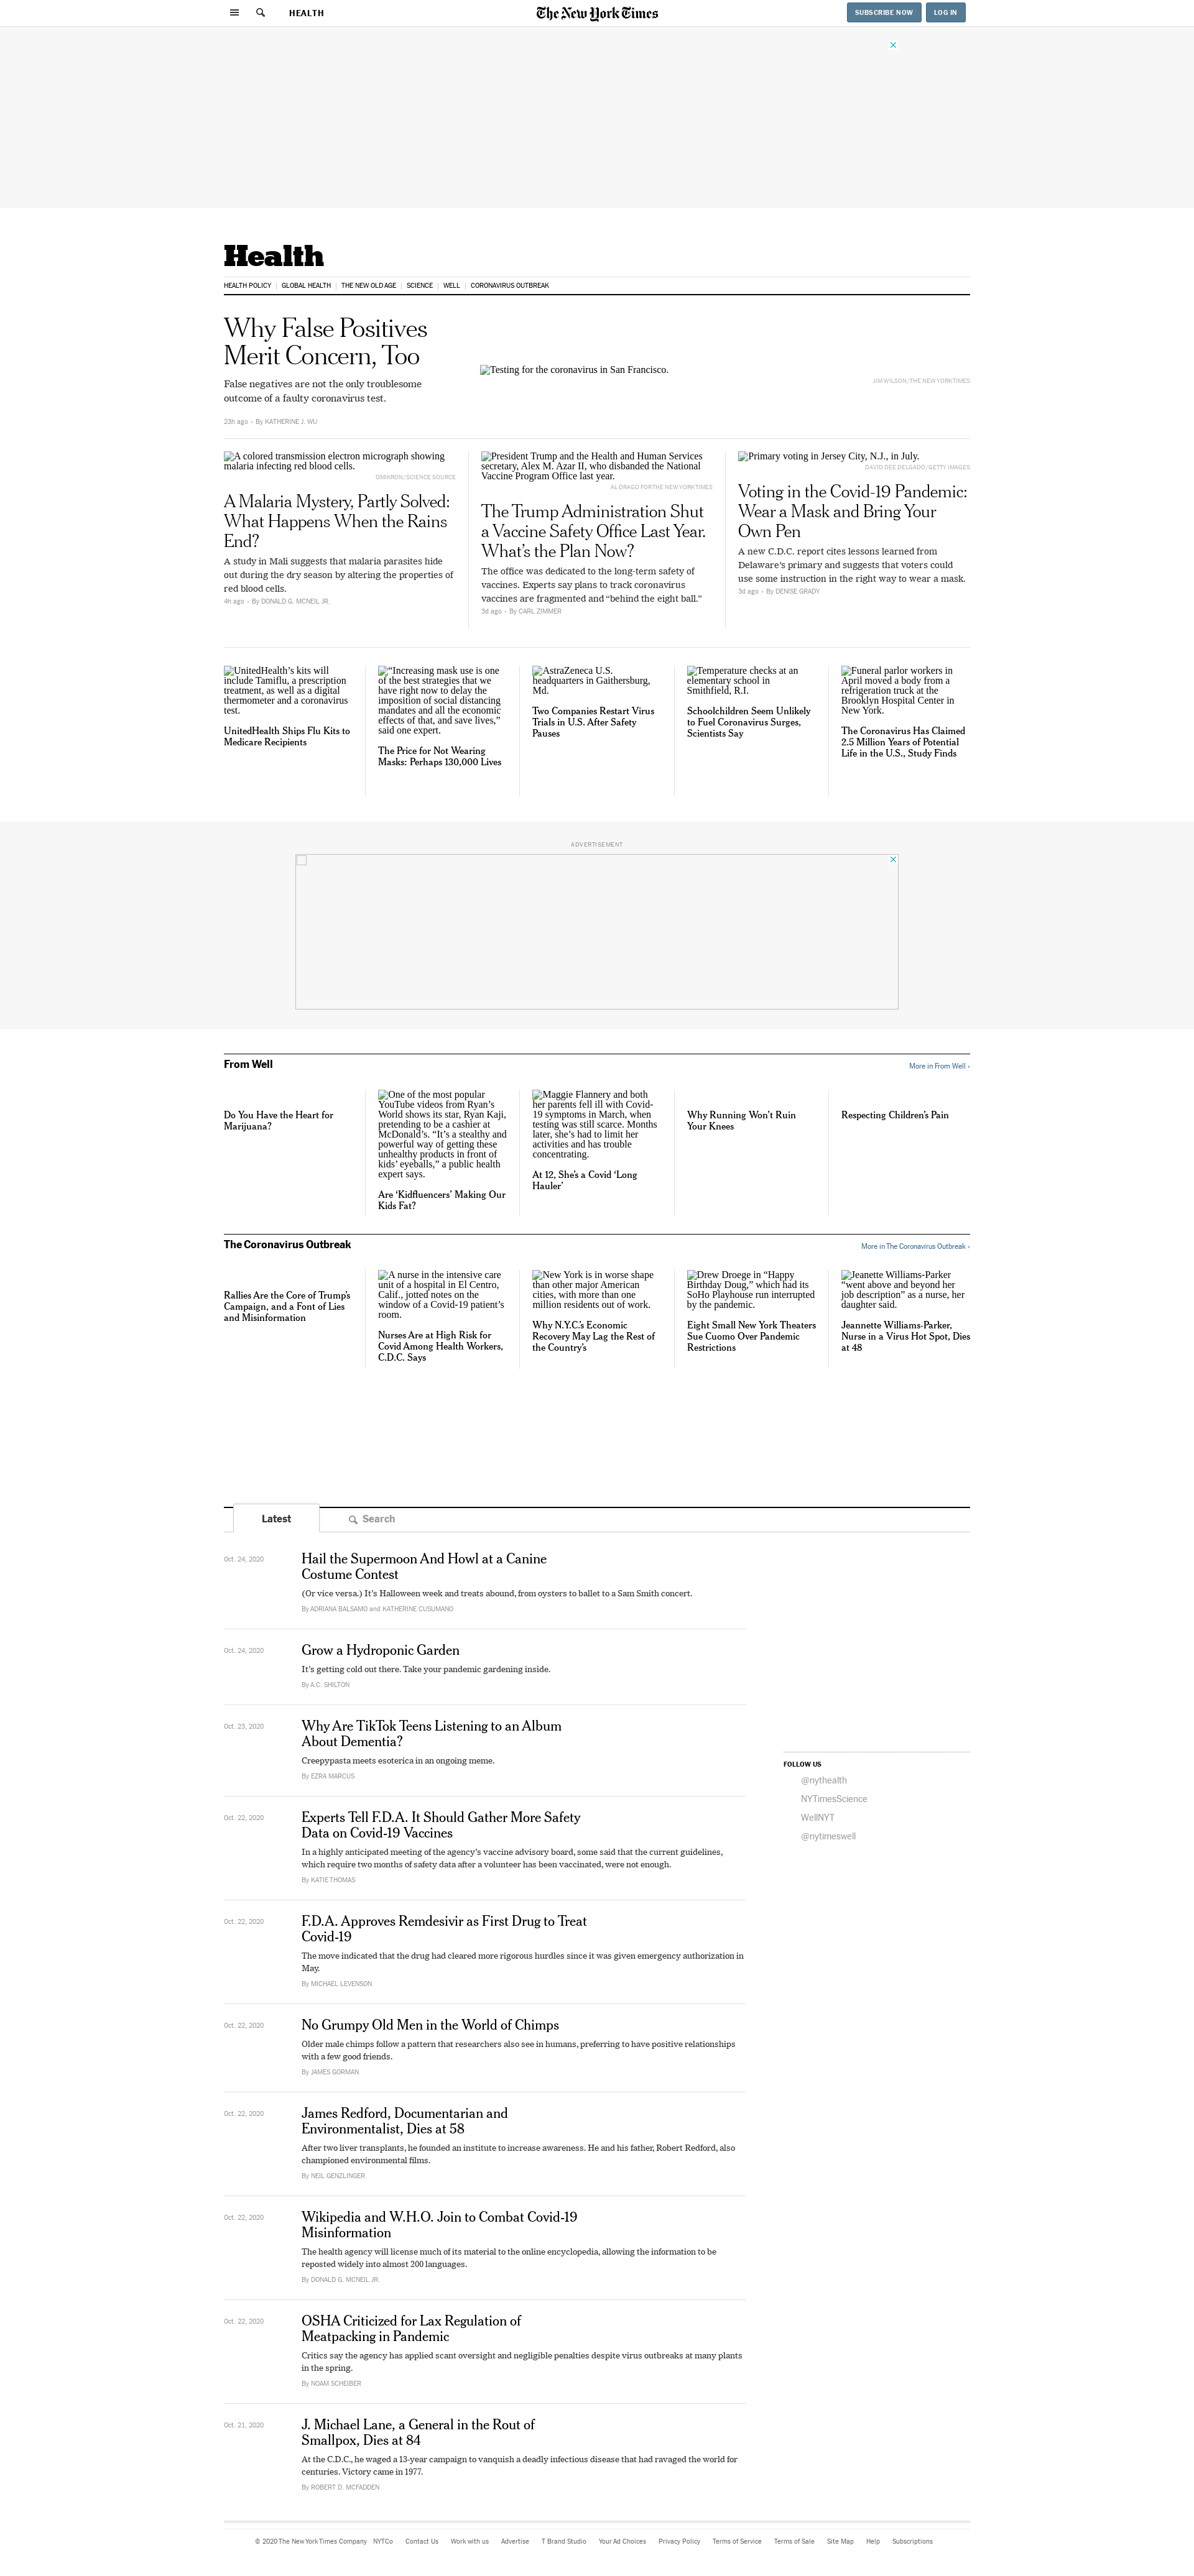 HEALTH
The New York Times
SUBSCRIBE NOW
LOG IN
Health
HEALTH POLICY
GLOBAL HEALTH
THE NEW OLD AGE
SCIENCE
WELL
CORONAVIRUS OUTBREAK
Why False Positives
Merit Concern, Too
False negatives are not the only troublesome
outcome of a faulty coronavirus test.
23h ago • By KATHERINE J. WU
Testing for the coronavirus in San Francisco.
JIM WILSON/THE NEW YORK TIMES
A colored transmission electron micrograph showing
malaria infecting red blood cells.
OMIKRON/SCIENCE SOURCE
A Malaria Mystery, Partly Solved:
What Happens When the Rains
End?
A study in Mali suggests that malaria parasites hide
out during the dry season by altering the properties of
red blood cells.
4h ago • By DONALD G. MCNEIL JR.
President Trump and the Health and Human Services
secretary, Alex M. Azar II, who disbanded the National
Vaccine Program Office last year.
AL DRAGO FOR THE NEW YORK TIMES
The Trump Administration Shut
a Vaccine Safety Office Last Year.
What’s the Plan Now?
The office was dedicated to the long-term safety of
vaccines. Experts say plans to track coronavirus
vaccines are fragmented and “behind the eight ball.”
3d ago • By CARL ZIMMER
Primary voting in Jersey City, N.J., in July.
DAVID DEE DELGADO/GETTY IMAGES
Voting in the Covid-19 Pandemic:
Wear a Mask and Bring Your
Own Pen
A new C.D.C. report cites lessons learned from
Delaware’s primary and suggests that voters could
use some instruction in the right way to wear a mask.
3d ago • By DENISE GRADY
UnitedHealth’s kits will
include Tamiflu, a prescription
treatment, as well as a digital
thermometer and a coronavirus
test.
UnitedHealth Ships Flu Kits to
Medicare Recipients
“Increasing mask use is one
of the best strategies that we
have right now to delay the
imposition of social distancing
mandates and all the economic
effects of that, and save lives,”
said one expert.
The Price for Not Wearing
Masks: Perhaps 130,000 Lives
AstraZeneca U.S.
headquarters in Gaithersburg,
Md.
Two Companies Restart Virus
Trials in U.S. After Safety
Pauses
Temperature checks at an
elementary school in
Smithfield, R.I.
Schoolchildren Seem Unlikely
to Fuel Coronavirus Surges,
Scientists Say
Funeral parlor workers in
April moved a body from a
refrigeration truck at the
Brooklyn Hospital Center in
New York.
The Coronavirus Has Claimed
2.5 Million Years of Potential
Life in the U.S., Study Finds
ADVERTISEMENT
From Well
More in From Well ›
Do You Have the Heart for
Marijuana?
One of the most popular
YouTube videos from Ryan’s
World shows its star, Ryan Kaji,
pretending to be a cashier at
McDonald’s. “It’s a stealthy and
powerful way of getting these
unhealthy products in front of
kids’ eyeballs,” a public health
expert says.
Are ‘Kidfluencers’ Making Our
Kids Fat?
Maggie Flannery and both
her parents fell ill with Covid-
19 symptoms in March, when
testing was still scarce. Months
later, she’s had to limit her
activities and has trouble
concentrating.
At 12, She’s a Covid ‘Long
Hauler’
Why Running Won’t Ruin
Your Knees
Respecting Children’s Pain
The Coronavirus Outbreak
More in The Coronavirus Outbreak ›
Rallies Are the Core of Trump’s
Campaign, and a Font of Lies
and Misinformation
A nurse in the intensive care
unit of a hospital in El Centro,
Calif., jotted notes on the
window of a Covid-19 patient’s
room.
Nurses Are at High Risk for
Covid Among Health Workers,
C.D.C. Says
New York is in worse shape
than other major American
cities, with more than one
million residents out of work.
Why N.Y.C.’s Economic
Recovery May Lag the Rest of
the Country’s
Drew Droege in “Happy
Birthday Doug,” which had its
SoHo Playhouse run interrupted
by the pandemic.
Eight Small New York Theaters
Sue Cuomo Over Pandemic
Restrictions
Jeanette Williams-Parker
“went above and beyond her
job description” as a nurse, her
daughter said.
Jeannette Williams-Parker,
Nurse in a Virus Hot Spot, Dies
at 48
Latest
Search
Oct. 24, 2020
Hail the Supermoon And Howl at a Canine
Costume Contest
(Or vice versa.) It’s Halloween week and treats abound, from oysters to ballet to a Sam Smith concert.
By ADRIANA BALSAMO and KATHERINE CUSUMANO
Oct. 24, 2020
Grow a Hydroponic Garden
It’s getting cold out there. Take your pandemic gardening inside.
By A.C. SHILTON
Oct. 23, 2020
Why Are TikTok Teens Listening to an Album
About Dementia?
Creepypasta meets esoterica in an ongoing meme.
By EZRA MARCUS
FOLLOW US
@nythealth
NYTimesScience
WellNYT
@nytimeswell
Oct. 22, 2020
Experts Tell F.D.A. It Should Gather More Safety
Data on Covid-19 Vaccines
In a highly anticipated meeting of the agency’s vaccine advisory board, some said that the current guidelines,
which require two months of safety data after a volunteer has been vaccinated, were not enough.
By KATIE THOMAS
Oct. 22, 2020
F.D.A. Approves Remdesivir as First Drug to Treat
Covid-19
The move indicated that the drug had cleared more rigorous hurdles since it was given emergency authorization in
May.
By MICHAEL LEVENSON
Oct. 22, 2020
No Grumpy Old Men in the World of Chimps
Older male chimps follow a pattern that researchers also see in humans, preferring to have positive relationships
with a few good friends.
By JAMES GORMAN
Oct. 22, 2020
James Redford, Documentarian and
Environmentalist, Dies at 58
After two liver transplants, he founded an institute to increase awareness. He and his father, Robert Redford, also
championed environmental films.
By NEIL GENZLINGER
Oct. 22, 2020
Wikipedia and W.H.O. Join to Combat Covid-19
Misinformation
The health agency will license much of its material to the online encyclopedia, allowing the information to be
reposted widely into almost 200 languages.
By DONALD G. MCNEIL JR.
Oct. 22, 2020
OSHA Criticized for Lax Regulation of
Meatpacking in Pandemic
Critics say the agency has applied scant oversight and negligible penalties despite virus outbreaks at many plants
in the spring.
By NOAM SCHEIBER
Oct. 21, 2020
J. Michael Lane, a General in the Rout of
Smallpox, Dies at 84
At the C.D.C., he waged a 13-year campaign to vanquish a deadly infectious disease that had ravaged the world for
centuries. Victory came in 1977.
By ROBERT D. MCFADDEN
© 2020 The New York Times Company NYTCo Contact Us Work with us Advertise T Brand Studio Your Ad Choices Privacy Policy Terms of Service Terms of Sale Site Map Help Subscriptions